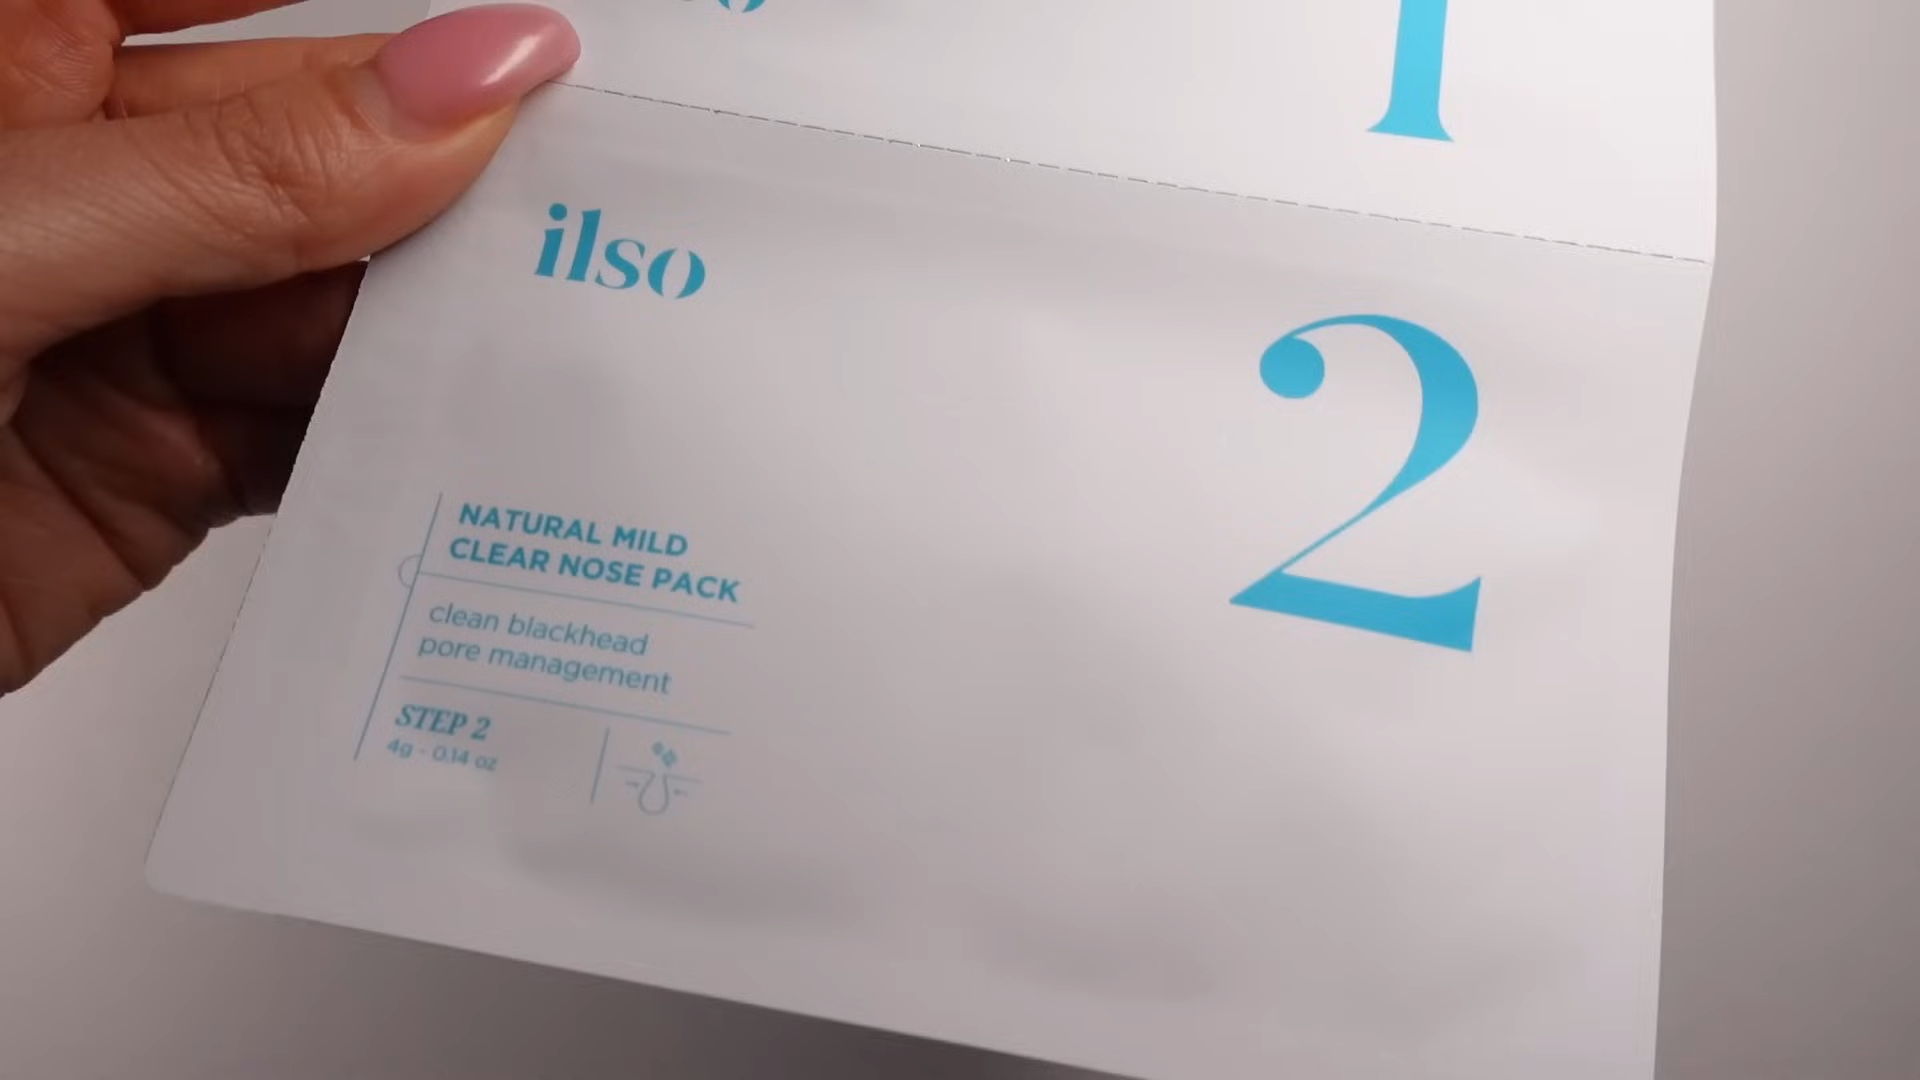 1
ilso
2
NATURAL MILD
CLEAR NOSE PACK
clean blackhead
pore management
STEP 2
4g - 0.14 oz